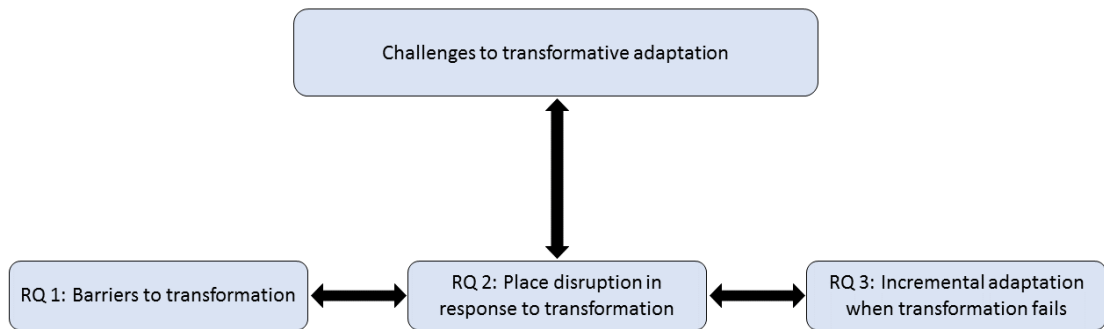 Challenges to transformative adaptation
RQ 1: Barriers to transformation
RQ 2: Place disruption in
response to transformation
RQ 3: Incremental adaptation
when transformation fails